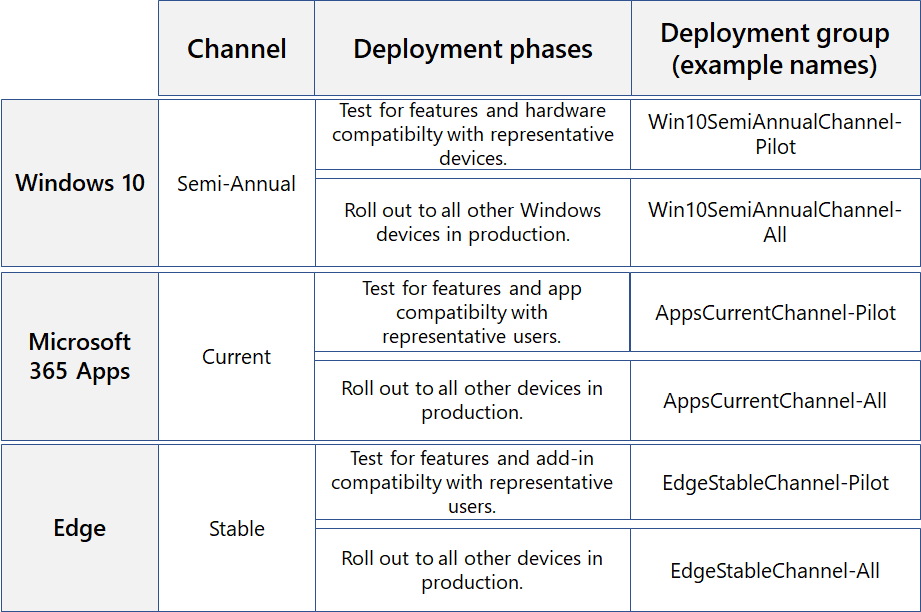 Channel
Deployment phases
Deployment group
(example names)
Windows 10
Semi-Annual
Test for features and hardware
compatibilty with representative
devices.
Win10SemiAnnualChannel-
Pilot
Roll out to all other Windows
devices in production.
Win10SemiAnnualChannel-
All
Microsoft
365 Apps
Current
Test for features and app
compatibilty with
representative users.
AppsCurrentChannel-Pilot
Roll out to all other devices in
production.
AppsCurrentChannel-All
Edge
Stable
Test for features and add-in
compatibilty with representative
users.
EdgeStableChannel-Pilot
Roll out to all other devices in
production.
EdgeStableChannel-All